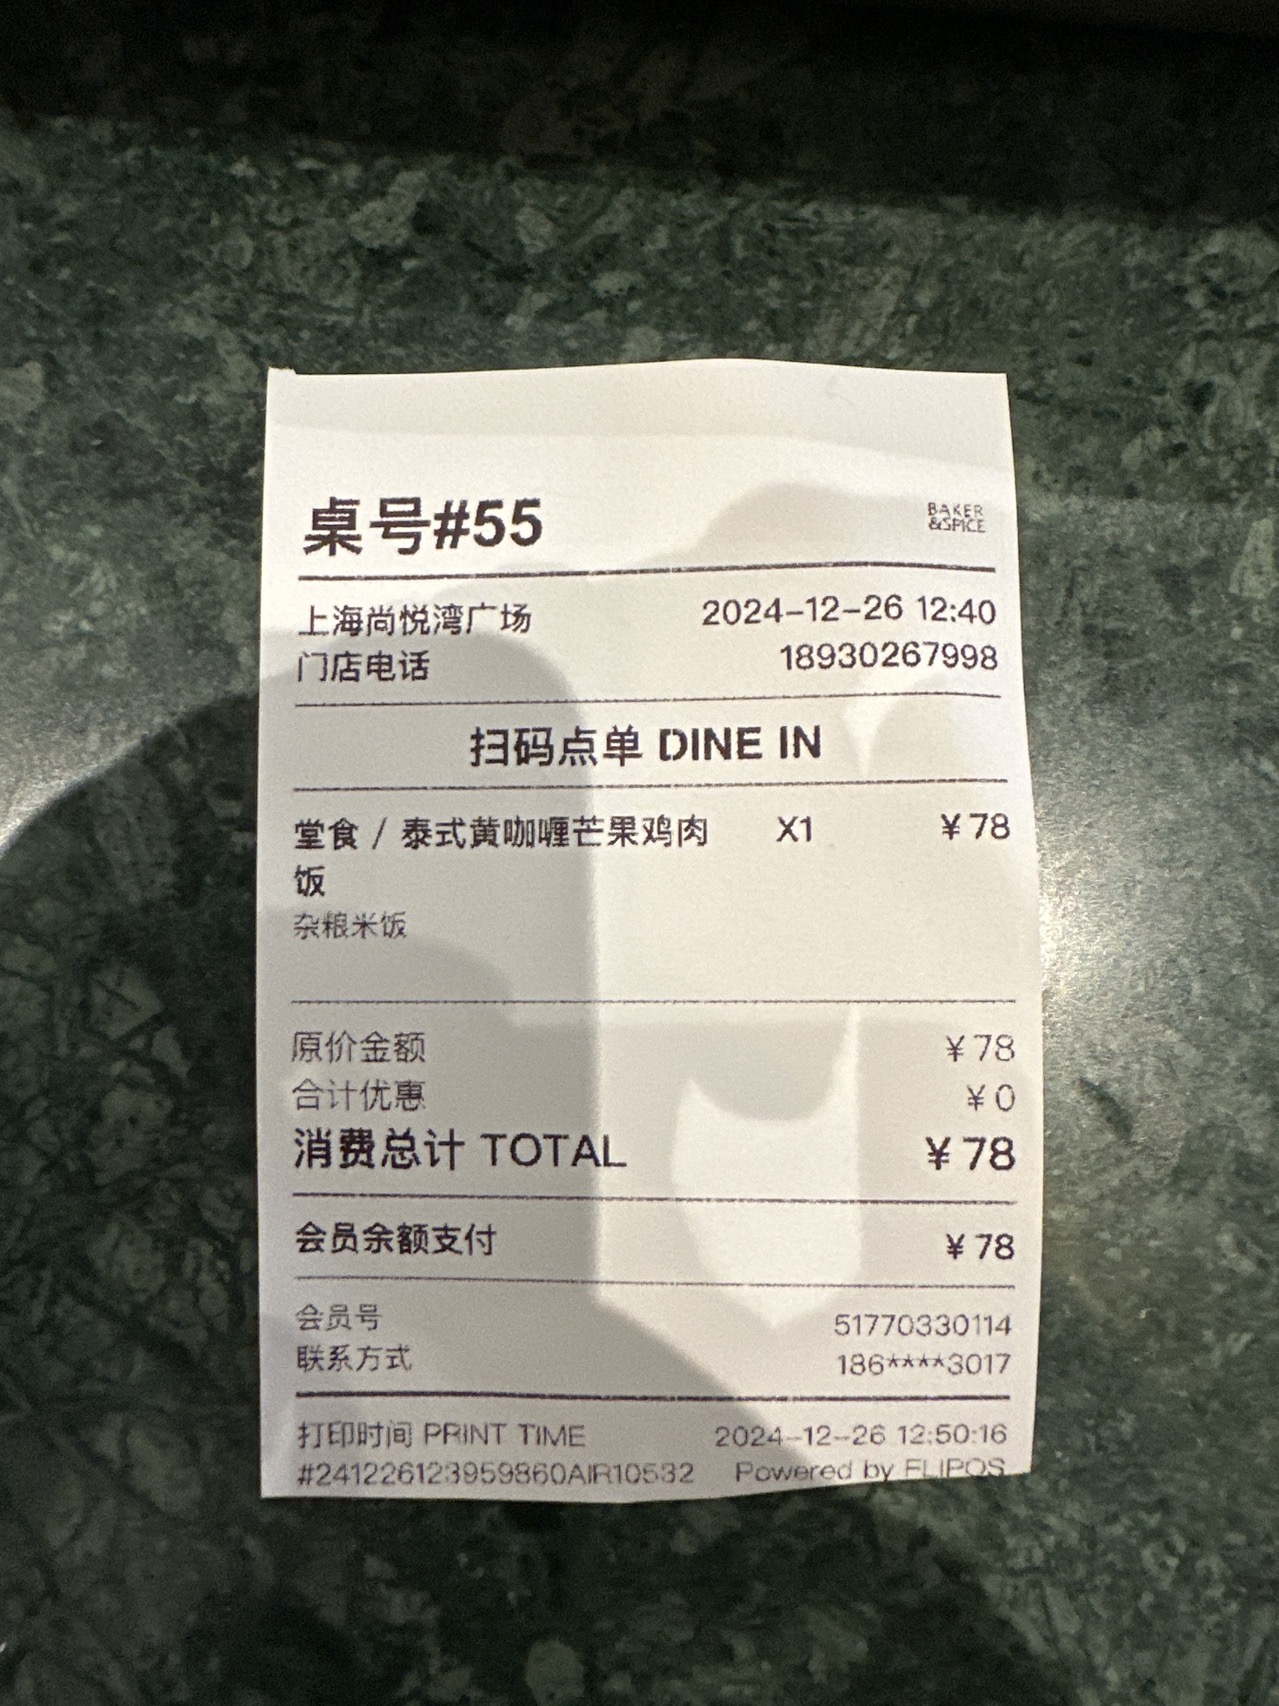 桌号#55
BAKER
&SPICE
上海尚悦湾广场 2024-12-26 12:40
门店电话 18930267998
扫码点单 DINE IN
堂食 / 泰式黄咖喱芒果鸡肉 X1 ¥78
饭
杂粮米饭
原价金额 ¥78
合计优惠 ¥0
消费总计 TOTAL ¥78
会员余额支付 ¥78
会员号 51770330114
联系方式 186****3017
打印时间 PRINT TIME 2024-12-26 12:50:16
#241226123959860AIR10532 Powered by FLIPOS